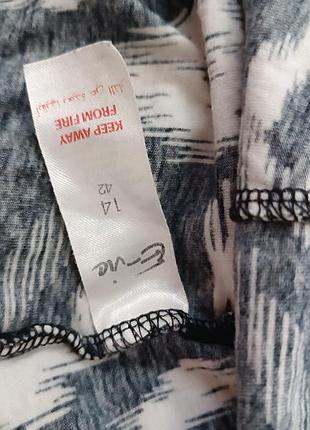 E-vie
14
42
KEEP AWAY
FROM FIRE